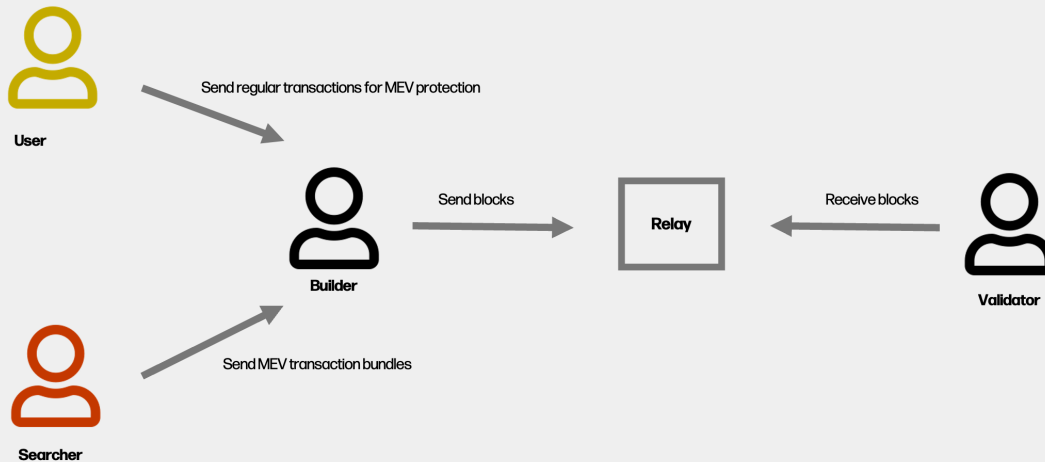 Send regular transactions for MEV protection
User
Send blocks
Relay
Receive blocks
Builder
Validator
Send MEV transaction bundles
Searcher